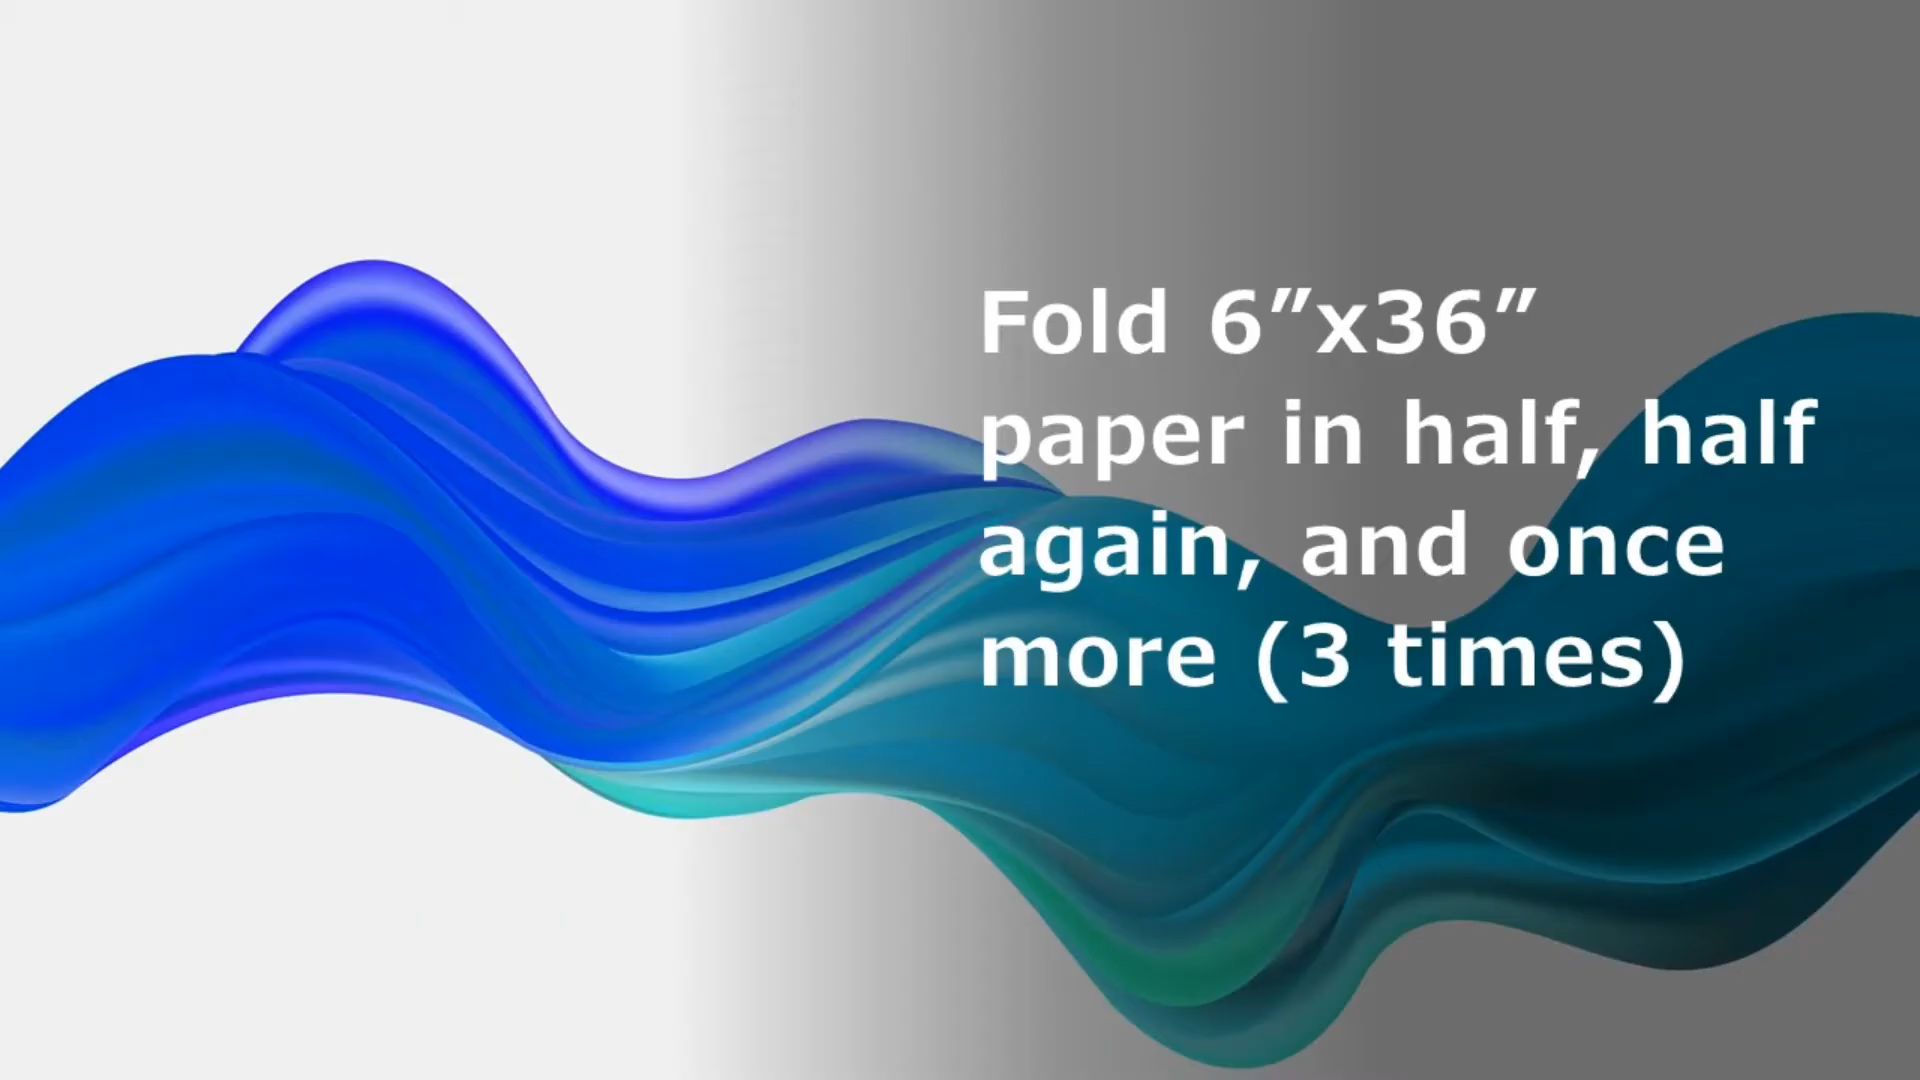 Fold 6”x36”
paper in half, half
again, and once
more (3 times)